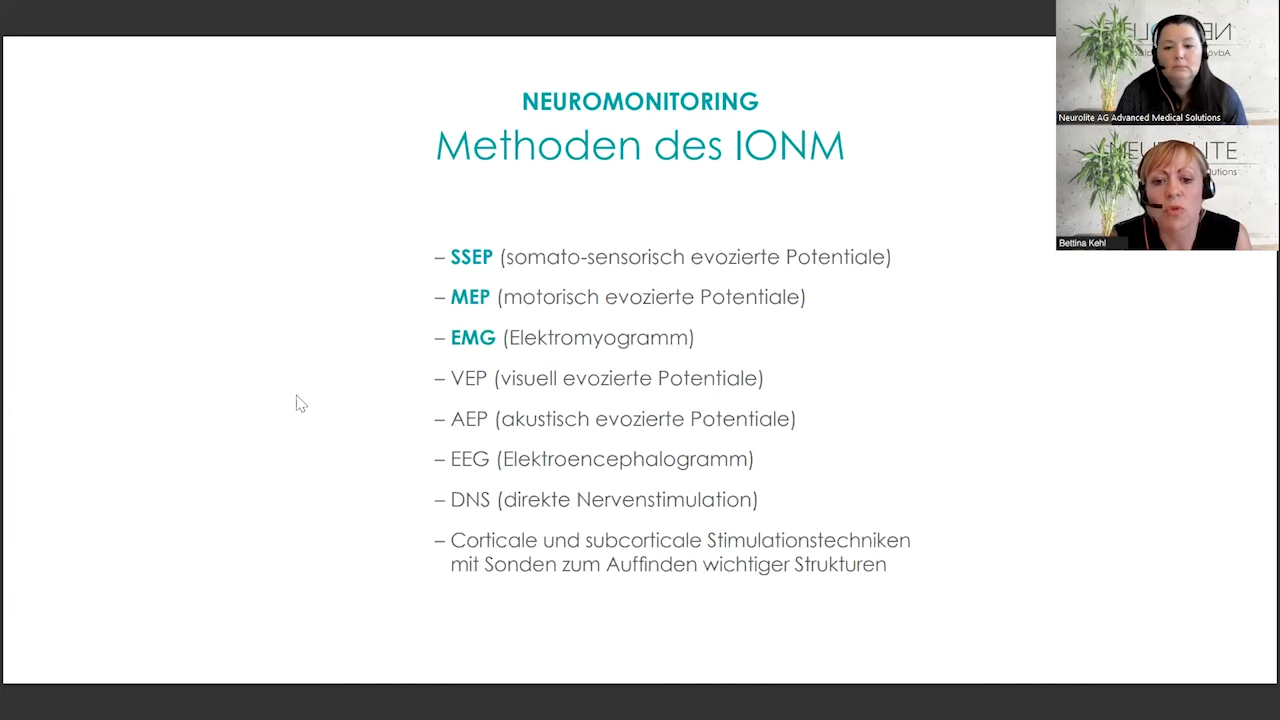 NEUROMONITORING
Methoden des IONM
– SSEP (somato-sensorisch evozierte Potentiale)
– MEP (motorisch evozierte Potentiale)
– EMG (Elektromyogramm)
– VEP (visuell evozierte Potentiale)
– AEP (akustisch evozierte Potentiale)
– EEG (Elektroencephalogramm)
– DNS (direkte Nervenstimulation)
– Corticale und subcorticale Stimulationstechniken
mit Sonden zum Auffinden wichtiger Strukturen
Neurolite AG Advanced Medical Solutions
Bettina Kehl